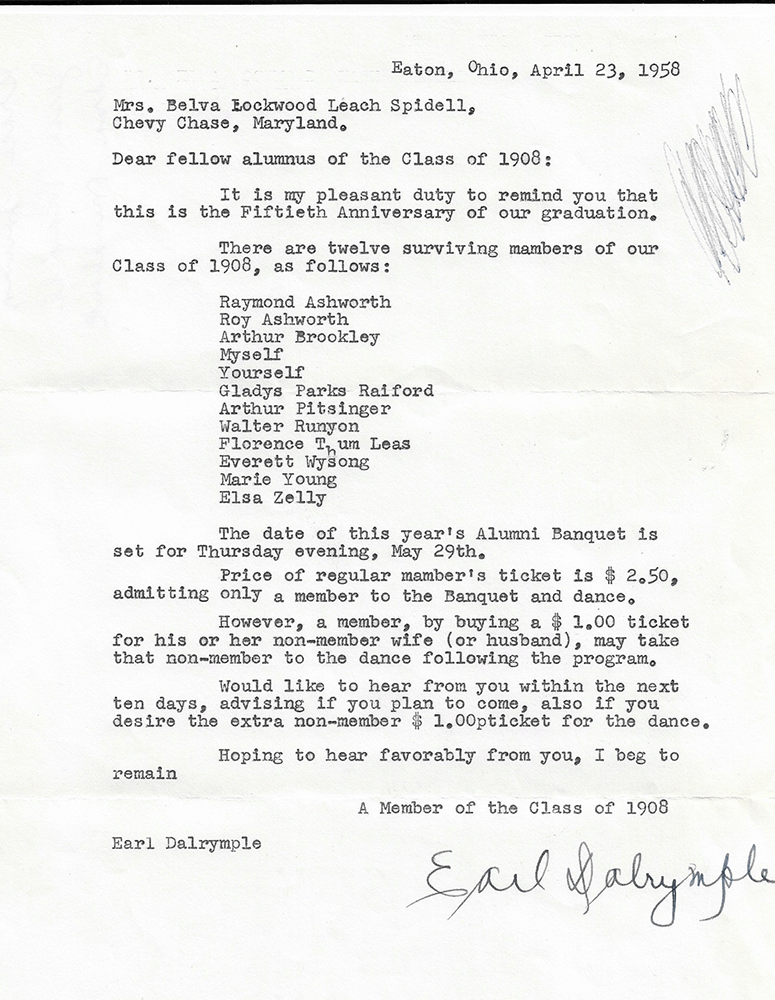 Eaton, Ohio, April 23, 1958
Mrs. Belva Lockwood Leach Spidell,
Chevy Chase, Maryland.
Dear fellow alumnus of the Class of 1908:
It is my pleasant duty to remind you that
this is the Fiftieth Anniversary of our graduation.
There are twelve surviving mambers of our
Class of 1908, as follows:
Raymond Ashworth
Roy Ashworth
Arthur Brookley
Myself
Yourself
Gladys Parks Raiford
Arthur Pitsinger
Walter Runyon
Florence Thum Leas
Everett Wysong
Marie Young
Elsa Zelly
The date of this year's Alumni Banquet is
set for Thursday evening, May 29th.
Price of regular mamber's ticket is $ 2.50,
admitting only a member to the Banquet and dance.
However, a member, by buying a $ 1.00 ticket
for his or her non-member wife (or husband), may take
that non-member to the dance following the program.
Would like to hear from you within the next
ten days, advising if you plan to come, also if you
desire the extra non-member $ 1.00pticket for the dance.
Hoping to hear favorably from you, I beg to
remain
A Member of the Class of 1908
Earl Dalrymple
Earl Dalrymple